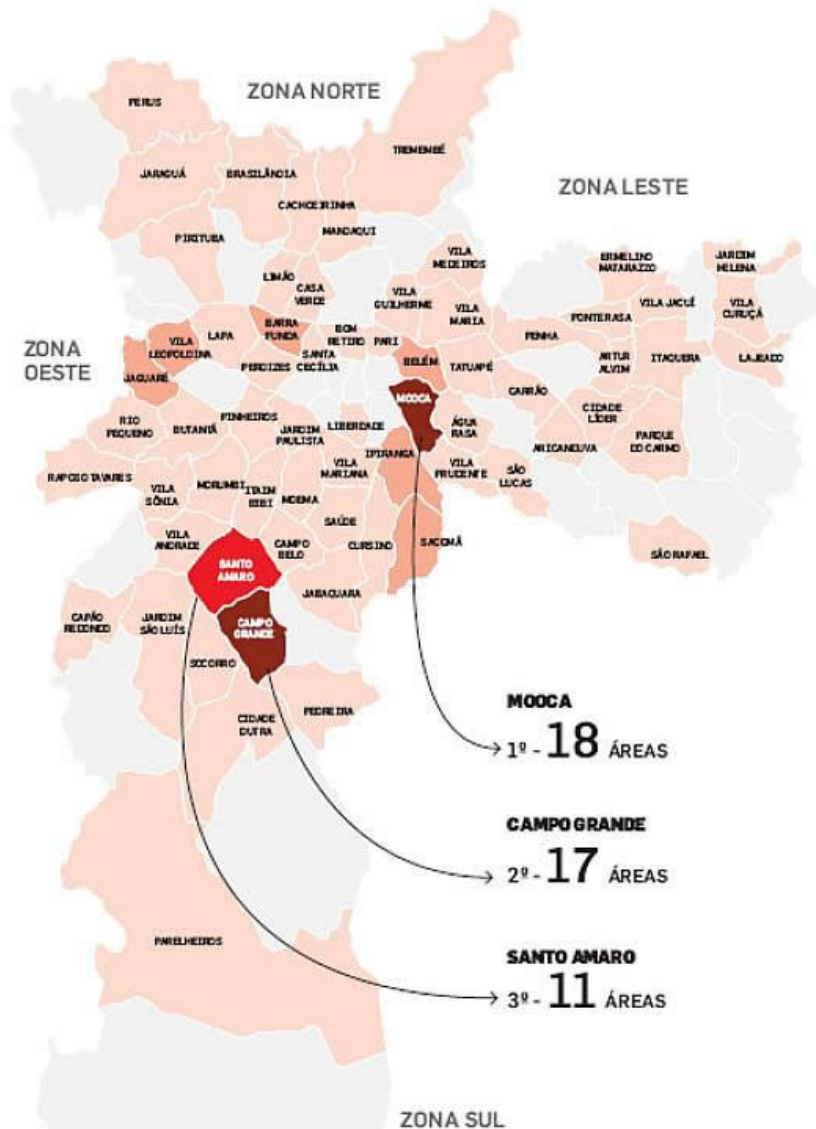 ZONA NORTE
PERUS
TREMEMBÉ
JARAGUÁ
BRASILÂNDIA
ZONA LESTE
CACHOEIRINHA
MANDAQUI
PIRITUBA
VILA
MEDEIROS
ERMELINO
MATARAZZO
JARDIM
HELENA
LIMÃO
CASA
VERDE
VILA
GUILHERME
VILA
MARIA
VILA JACUÍ
VILA
CURUÇÁ
PONTE RASA
PENHA
ZONA
OESTE
VILA
LEOPOLDINA
LAPA
BARRA
FUNDA
BOM
RETIRO
PARI
SANTA
CECÍLIA
PERDIZES
BELÉM
TATUAPÉ
ARTUR
ALVIM
ITAQUERA
LAJEADO
JAGUARÉ
MOOCA
CARRÃO
CIDADE
LÍDER
RIO
PEQUENO
BUTANTÃ
PINHEIROS
JARDIM
PAULISTA
LIBERDADE
ÁGUA
RASA
ARICANDUVA
PARQUE
DO CARMO
IPIRANGA
RAPOSO TAVARES
VILA
SÔNIA
MORUMBI
ITAIM
BIBI
MOEMA
VILA
MARIANA
VILA
PRUDENTE
SÃO
LUCAS
SAÚDE
VILA
ANDRADE
CAMPO
BELO
CURSINO
SACOMÃ
SÃO RAFAEL
SANTO
AMARO
JABAQUARA
CAPÃO
REDONDO
JARDIM
SÃO LUÍS
CAMPO
GRANDE
SOCORRO
CIDADE
DUTRA
PEDREIRA
MOOCA
1º - 18 ÁREAS
CAMPO GRANDE
2º - 17 ÁREAS
PARELHEIROS
SANTO AMARO
3º - 11 ÁREAS
ZONA SUL